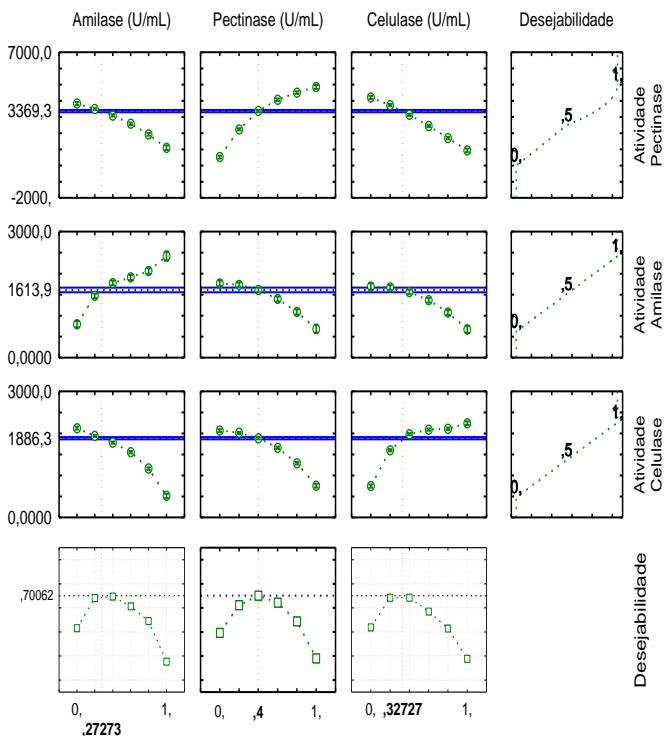 Amilase (U/mL) Pectinase (U/mL) Celulase (U/mL) Desejabilidade
7000,0
3369,3
-2000,
0, ,5 1,
Atividade
Pectinase
3000,0
1613,9
0,0000
0, ,5 1,
Atividade
Amilase
3000,0
1886,3
0,0000
0, ,5 1,
Atividade
Celulase
,70062
Desejabilidade
0, 1, 0, ,4 1, 0, ,32727 1,
,27273